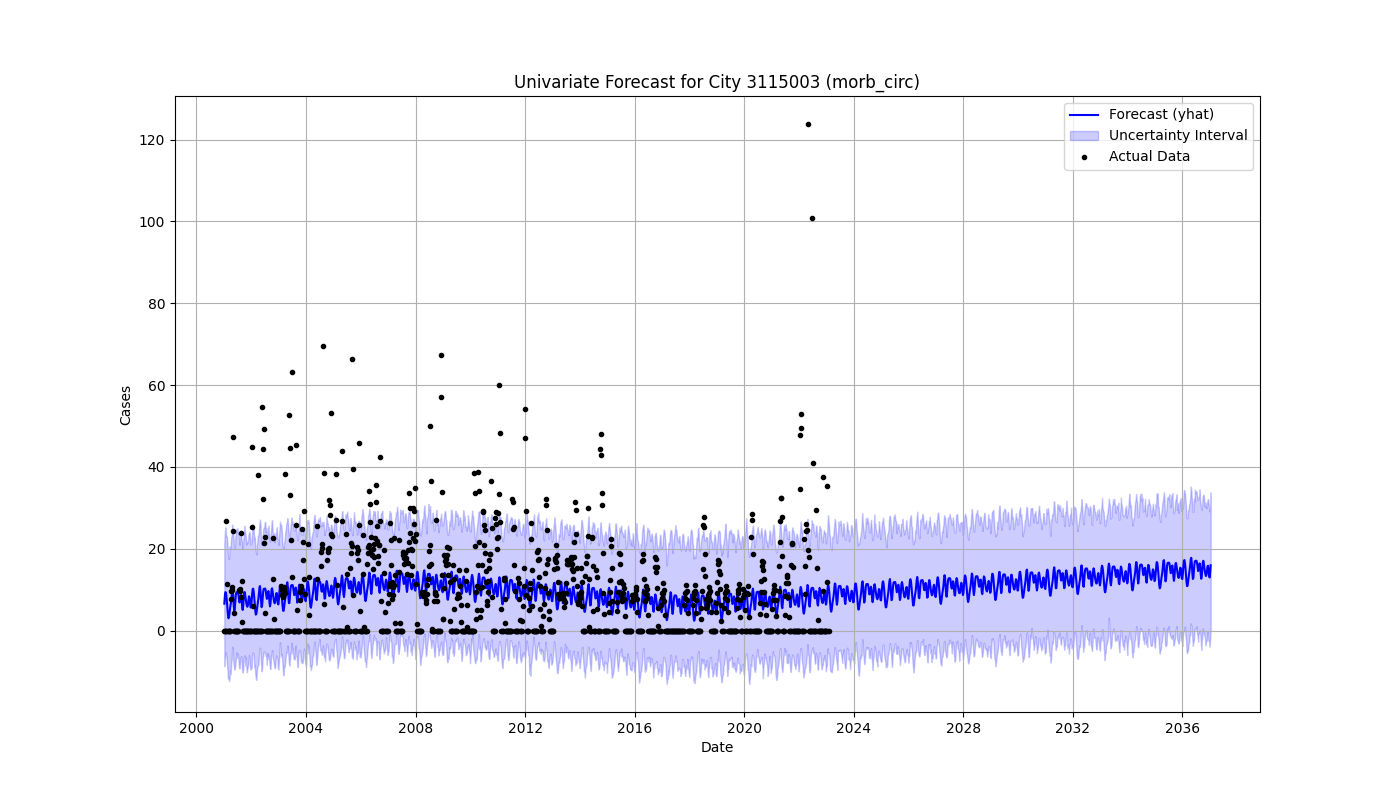 Univariate Forecast for City 3115003 (morb_circ)
Forecast (yhat)
Uncertainty Interval
Actual Data
120
100
80
60
40
20
0
Cases
2000 2004 2008 2012 2016 2020 2024 2028 2032 2036
Date